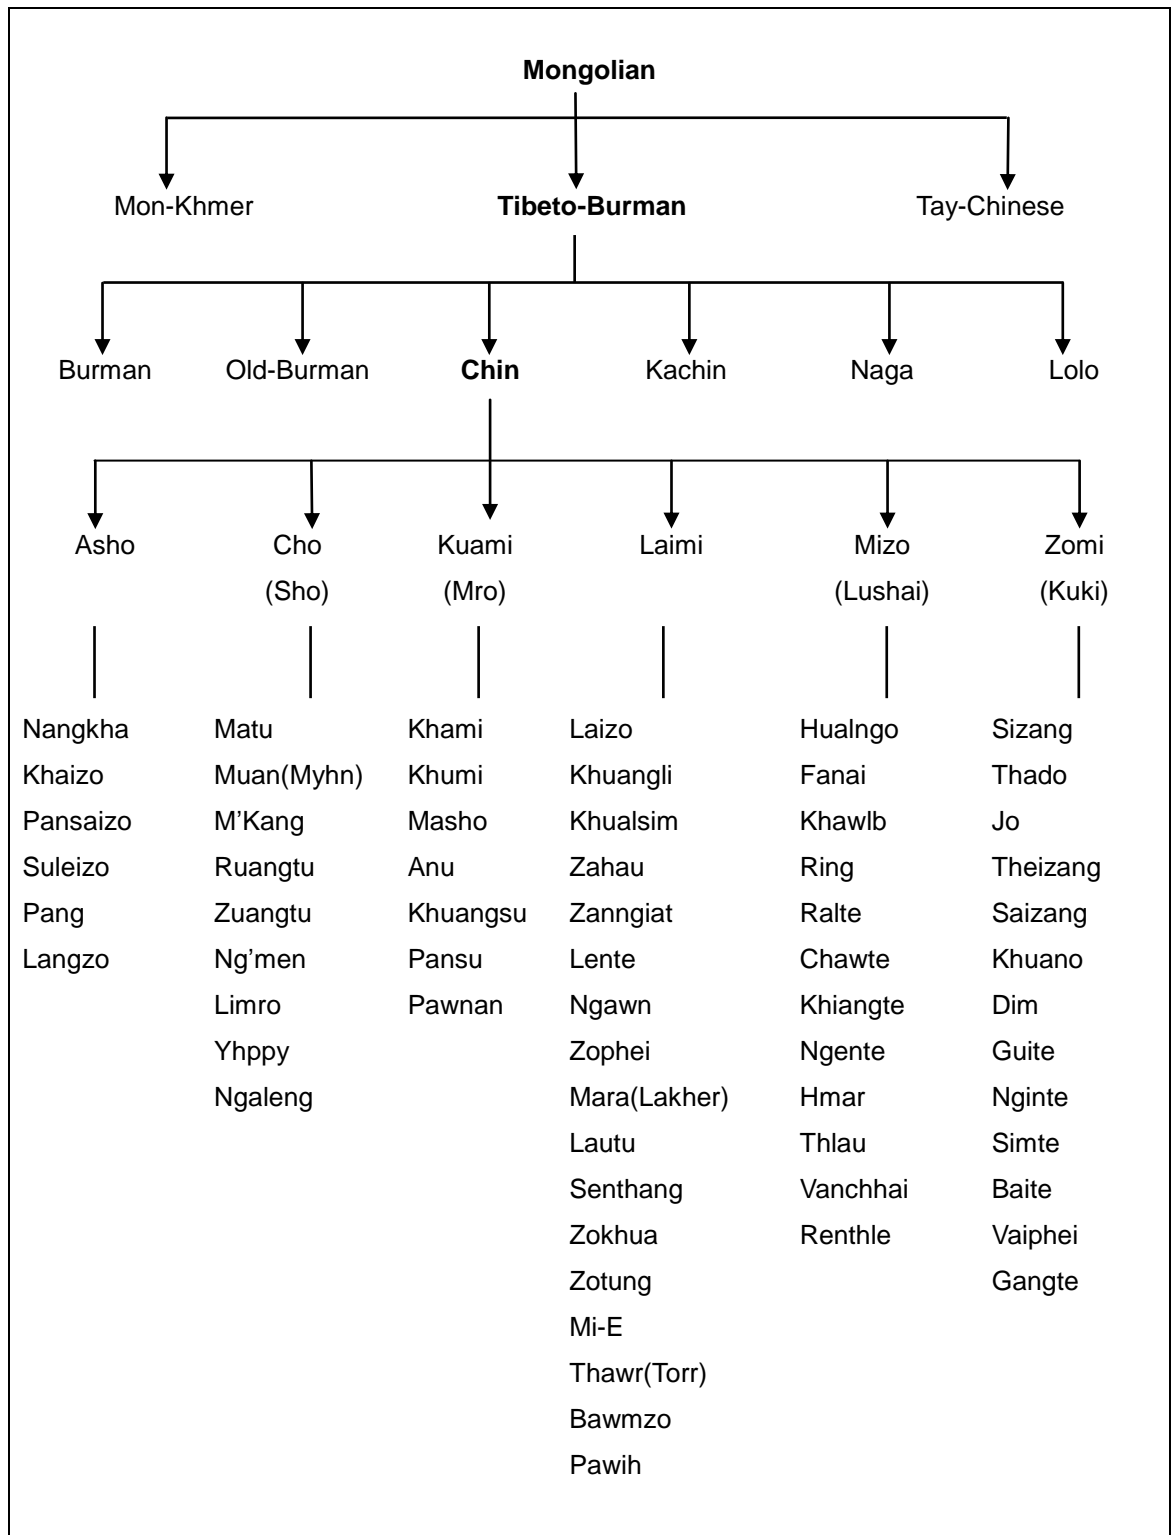 Mongolian
Mon-Khmer Tibeto-Burman Tay-Chinese
Burman Old-Burman Chin Kachin Naga Lolo
Asho Cho Kuami Laimi Mizo Zomi
(Sho) (Mro) (Lushai) (Kuki)
Nangkha Matu Khami Laizo Hualngo Sizang
Khaizo Muan(Myhn) Khumi Khuangli Fanai Thado
Pansaizo M’Kang Masho Khualsim Khawlb Jo
Suleizo Ruangtu Anu Zahau Ring Theizang
Pang Zuangtu Khuangsu Zanngiat Ralte Saizang
Langzo Ng’men Pansu Lente Chawte Khuano
Limro Pawnan Ngawn Khiangte Dim
Yhppy Zophei Ngente Guite
Ngaleng Mara(Lakher) Hmar Nginte
Lautu Thlau Simte
Senthang Vanchhai Baite
Zokhua Renthle Vaiphei
Zotung Gangte
Mi-E
Thawr(Torr)
Bawmzo
Pawih